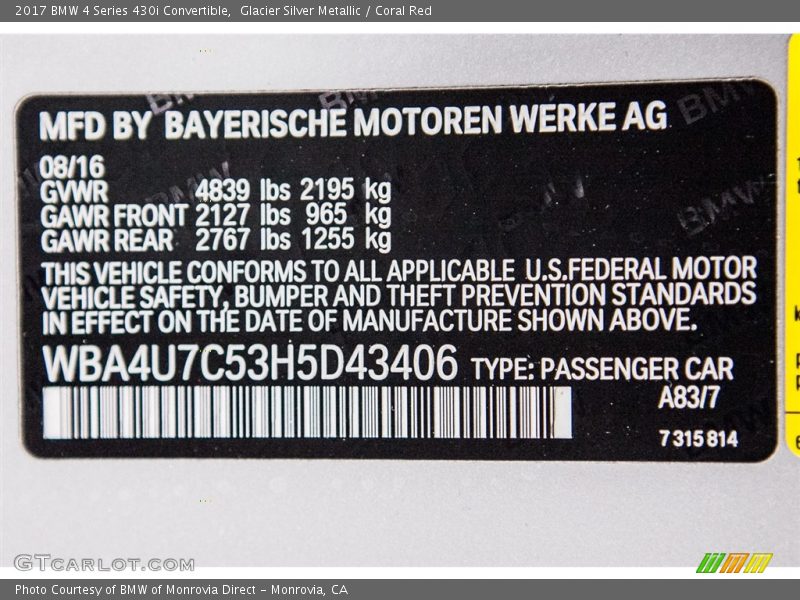 2017 BMW 4 Series 430i Convertible,  Glacier Silver Metallic / Coral Red
MFD BY BAYERISCHE MOTOREN WERKE AG
08/16
GVWR 4839 lbs 2195 kg
GAWR FRONT 2127 lbs 965 kg
GAWR REAR 2767 lbs 1255 kg
THIS VEHICLE CONFORMS TO ALL APPLICABLE U.S.FEDERAL MOTOR
VEHICLE SAFETY, BUMPER AND THEFT PREVENTION STANDARDS
IN EFFECT ON THE DATE OF MANUFACTURE SHOWN ABOVE.
WBA4U7C53H5D43406 TYPE: PASSENGER CAR
A83/7
7 315 814
GTCARLOT.COM
Photo Courtesy of BMW of Monrovia Direct - Monrovia, CA